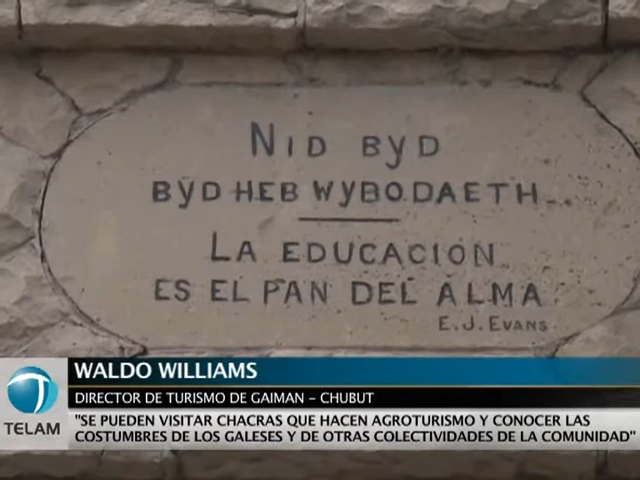 NID BYD
BYD HEB WYBODAETH
LA EDUCACIÓN
ES EL PAN DEL ALMA
E.J. EVANS
WALDO WILLIAMS
DIRECTOR DE TURISMO DE GAIMAN – CHUBUT
"SE PUEDEN VISITAR CHACRAS QUE HACEN AGROTURISMO Y CONOCER LAS
COSTUMBRES DE LOS GALESES Y DE OTRAS COLECTIVIDADES DE LA COMUNIDAD"
TELAM